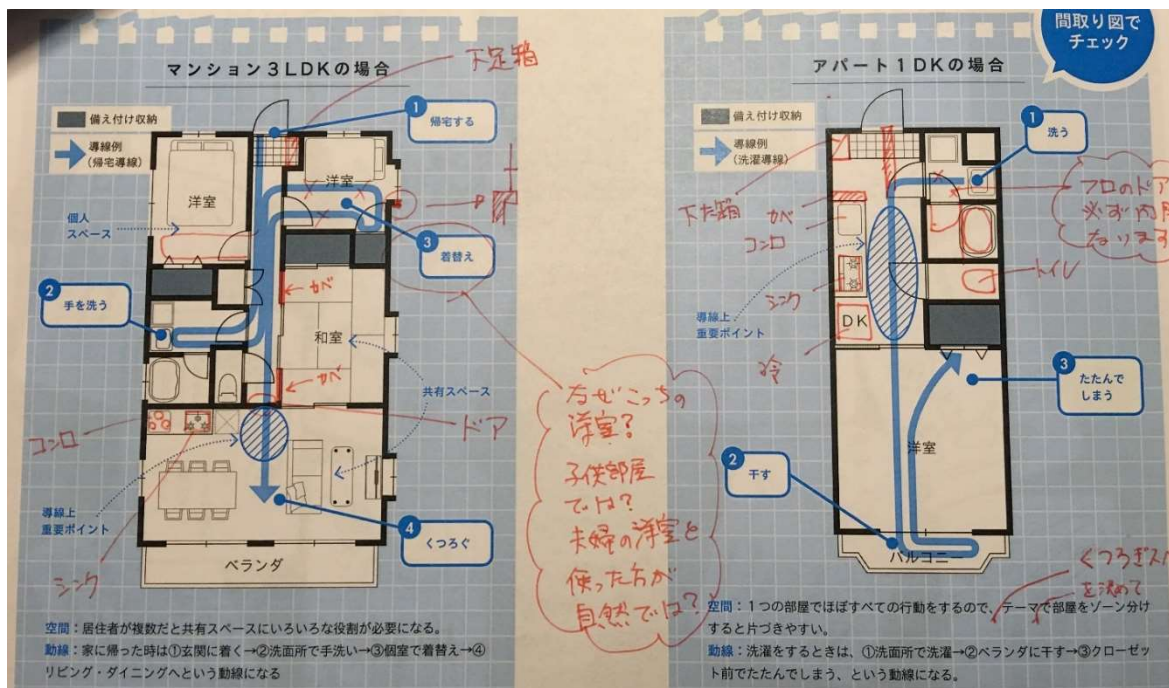 マンション3LDKの場合
下足箱
備え付け収納
導線例
(帰宅導線)
1
帰宅する
洋室
洋室
個人
スペース
3
着替え
2
手を洗う
カベ
和室
カベ
共有スペース
ドア
コンロ
導線上
重要ポイント
シンク
4
くつろぐ
ベランダ
空間：居住者が複数だと共有スペースにいろいろな役割が必要になる。
動線：家に帰った時は①玄関に着く→②洗面所で手洗い→③個室で着替え→④
リビング・ダイニングへという動線になる
なぜこっちの
洋室？
子供部屋
では？
夫婦の洋室と
使った方が
自然では？
間取り図で
チェック
アパート1DKの場合
備え付け収納
導線例
(洗濯導線)
1
洗う
フロのドア
必ず内
なります
下た箱
カベ
コンロ
シンク
トイレ
導線上
重要ポイント
DK
冷
3
たたんで
しまう
洋室
2
干す
バルコニー
くつろぎス
を決めて
空間：1つの部屋でほぼすべての行動をするので、テーマで部屋をゾーン分け
すると片づきやすい。
動線：洗濯をするときは、①洗面所で洗濯→②ベランダに干す→③クローゼッ
ト前でたたんでしまう、という動線になる。